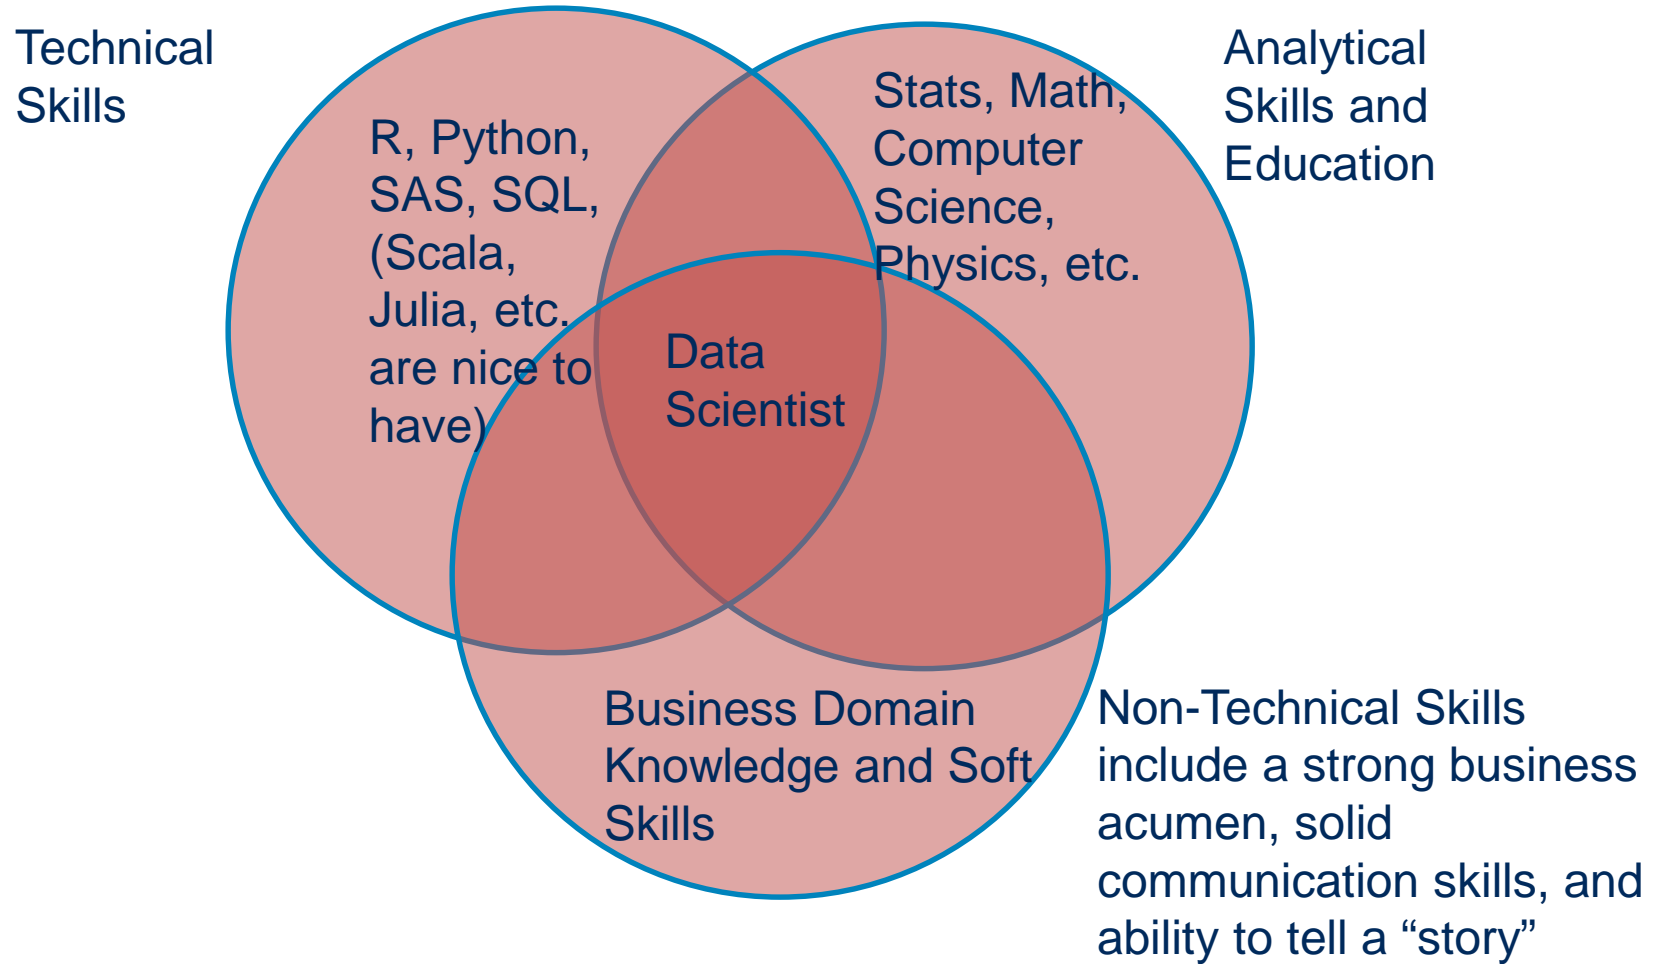 Technical
Skills
R, Python,
SAS, SQL,
(Scala,
Julia, etc.
are nice to
have)
Stats, Math,
Computer
Science,
Physics, etc.
Analytical
Skills and
Education
Data
Scientist
Business Domain
Knowledge and Soft
Skills
Non-Technical Skills
include a strong business
acumen, solid
communication skills, and
ability to tell a “story”